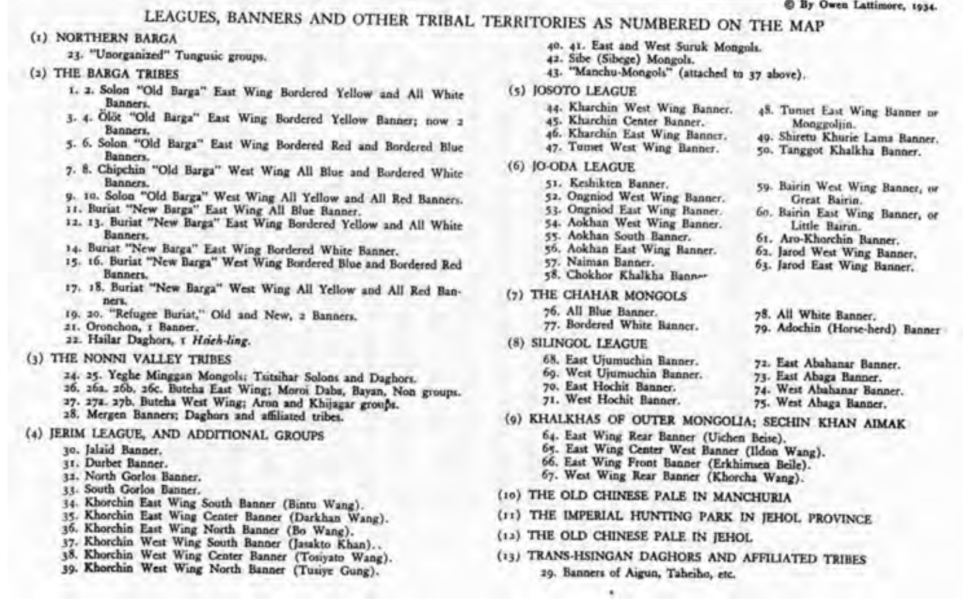 © By Owen Lattimore, 1934.
LEAGUES, BANNERS AND OTHER TRIBAL TERRITORIES AS NUMBERED ON THE MAP
(1) NORTHERN BARGA
23. "Unorganized" Tungusic groups.
(2) THE BARGA TRIBES
1. 2. Solon "Old Barga" East Wing Bordered Yellow and All White
Banners.
3. 4. Ölöt "Old Barga" East Wing Bordered Yellow Banner; now 2
Banners.
5. 6. Solon "Old Barga" East Wing Bordered Red and Bordered Blue
Banners.
7. 8. Chipchin "Old Barga" West Wing All Blue and Bordered White
Banners.
9. 10. Solon "Old Barga" West Wing All Yellow and All Red Banners.
11. Buriat "New Barga" East Wing All Blue Banner.
12. 13. Buriat "New Barga" East Wing Bordered Yellow and All White
Banners.
14. Buriat "New Barga" East Wing Bordered White Banner.
15. 16. Buriat "New Barga" West Wing Bordered Blue and Bordered Red
Banners.
17. 18. Buriat "New Barga" West Wing All Yellow and All Red Ban-
ners.
19. 20. "Refugee Buriat," Old and New, 2 Banners.
21. Oronchon, 1 Banner.
22. Hailar Daghors, 1 Hsieh-ling.
(3) THE NONNI VALLEY TRIBES
24. 25. Yeghe Minggan Mongols; Tsitsihar Solons and Daghors.
26. 26a. 26b. 26c. Buteha East Wing; Moroi Daba, Bayan, Non groups.
27. 27a. 27b. Buteha West Wing; Aron and Khijagar groups.
28. Mergen Banners; Daghors and affiliated tribes.
(4) JERIM LEAGUE, AND ADDITIONAL GROUPS
30. Jalaid Banner.
31. Durbet Banner.
32. North Gorlos Banner.
33. South Gorlos Banner.
34. Khorchin East Wing South Banner (Bintu Wang).
35. Khorchin East Wing Center Banner (Darkhan Wang).
36. Khorchin East Wing North Banner (Bo Wang).
37. Khorchin West Wing South Banner (Jasakto Khan)..
38. Khorchin West Wing Center Banner (Tosiyato Wang).
39. Khorchin West Wing North Banner (Tusiye Gung).
40. 41. East and West Suruk Mongols.
42. Sibe (Sibege) Mongols.
43. "Manchu-Mongols" (attached to 37 above).
(5) JOSOTO LEAGUE
44. Kharchin West Wing Banner.
45. Kharchin Center Banner.
46. Kharchin East Wing Banner.
47. Tumet West Wing Banner.
48. Tumet East Wing Banner or
Monggoljin.
49. Shiretu Khurie Lama Banner.
50. Tanggot Khalkha Banner.
(6) JO-ODA LEAGUE
51. Keshikten Banner.
52. Ongniod West Wing Banner.
53. Ongniod East Wing Banner.
54. Aokhan West Wing Banner.
55. Aokhan South Banner.
56. Aokhan East Wing Banner.
57. Naiman Banner.
58. Chokhor Khalkha Banner
59. Bairin West Wing Banner, or
Great Bairin.
60. Bairin East Wing Banner, or
Little Bairin.
61. Aro-Khorchin Banner.
62. Jarod West Wing Banner.
63. Jarod East Wing Banner.
(7) THE CHAHAR MONGOLS
76. All Blue Banner.
77. Bordered White Banner.
78. All White Banner.
79. Adochin (Horse-herd) Banner
(8) SILINGOL LEAGUE
68. East Ujumuchin Banner.
69. West Ujumuchin Banner.
70. East Hochit Banner.
71. West Hochit Banner.
72. East Abahanar Banner.
73. East Abaga Banner.
74. West Abahanar Banner.
75. West Abaga Banner.
(9) KHALKHAS OF OUTER MONGOLIA; SECHIN KHAN AIMAK
64. East Wing Rear Banner (Uichen Beise).
65. East Wing Center West Banner (Ildon Wang).
66. East Wing Front Banner (Erkhimsen Beile).
67. West Wing Rear Banner (Khorcha Wang).
(10) THE OLD CHINESE PALE IN MANCHURIA
(11) THE IMPERIAL HUNTING PARK IN JEHOL PROVINCE
(12) THE OLD CHINESE PALE IN JEHOL
(13) TRANS-HSINGAN DAGHORS AND AFFILIATED TRIBES
29. Banners of Aigun, Taheiho, etc.